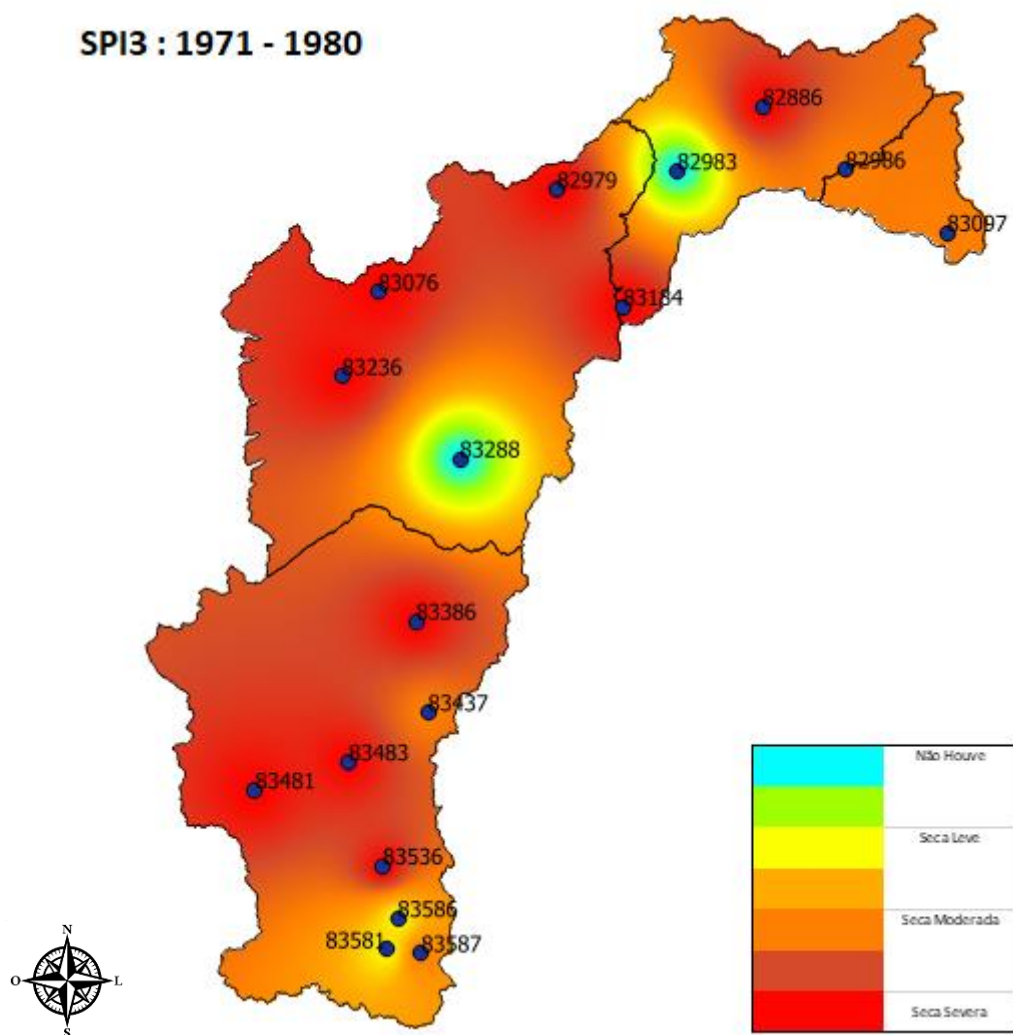 SPI3 : 1971 - 1980
82886
82983
82986
82979
83097
83076
83184
83236
83288
83386
83437
83483
83481
83536
83586
83581
83587
Não Houve
Seca Leve
Seca Moderada
Seca Severa
N
O
L
S